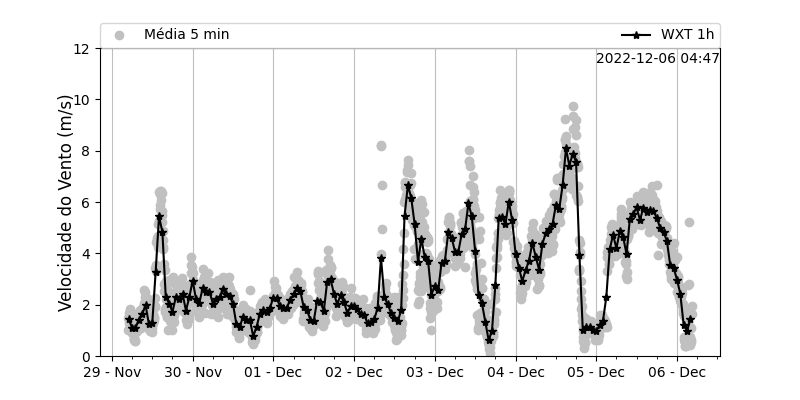 Média 5 min
WXT 1h
2022-12-06 04:47
Velocidade do Vento (m/s)
12
10
8
6
4
2
0
29 - Nov
30 - Nov
01 - Dec
02 - Dec
03 - Dec
04 - Dec
05 - Dec
06 - Dec